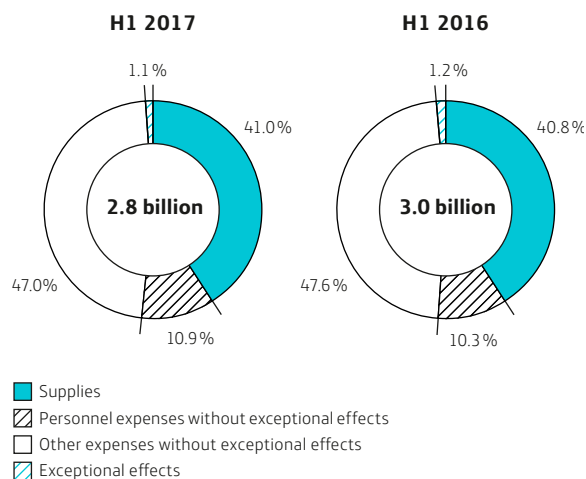 H1 2017
H1 2016
1.1 %
1.2 %
41.0 %
40.8 %
2.8 billion
3.0 billion
47.0 %
47.6 %
10.9 %
10.3 %
Supplies
Personnel expenses without exceptional effects
Other expenses without exceptional effects
Exceptional effects